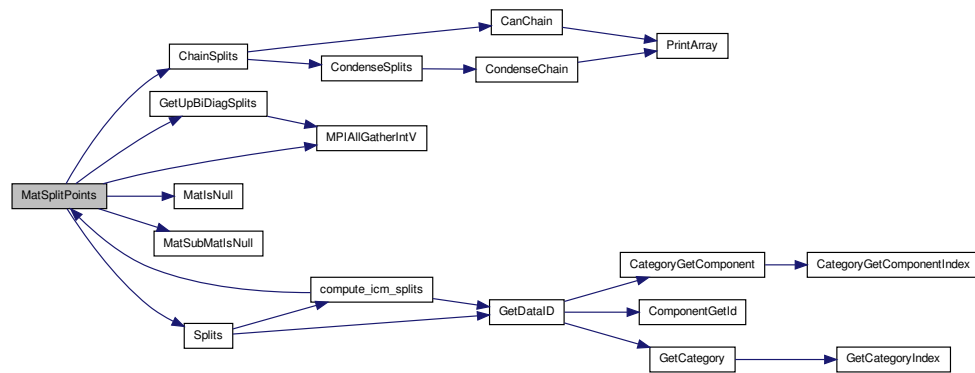 CanChain
ChainSplits
PrintArray
CondenseSplits
CondenseChain
GetUpBiDiagSplits
MPIAllGatherIntV
MatSplitPoints
MatIsNull
MatSubMatIsNull
CategoryGetComponent
CategoryGetComponentIndex
compute_icm_splits
GetDataID
ComponentGetId
Splits
GetCategory
GetCategoryIndex